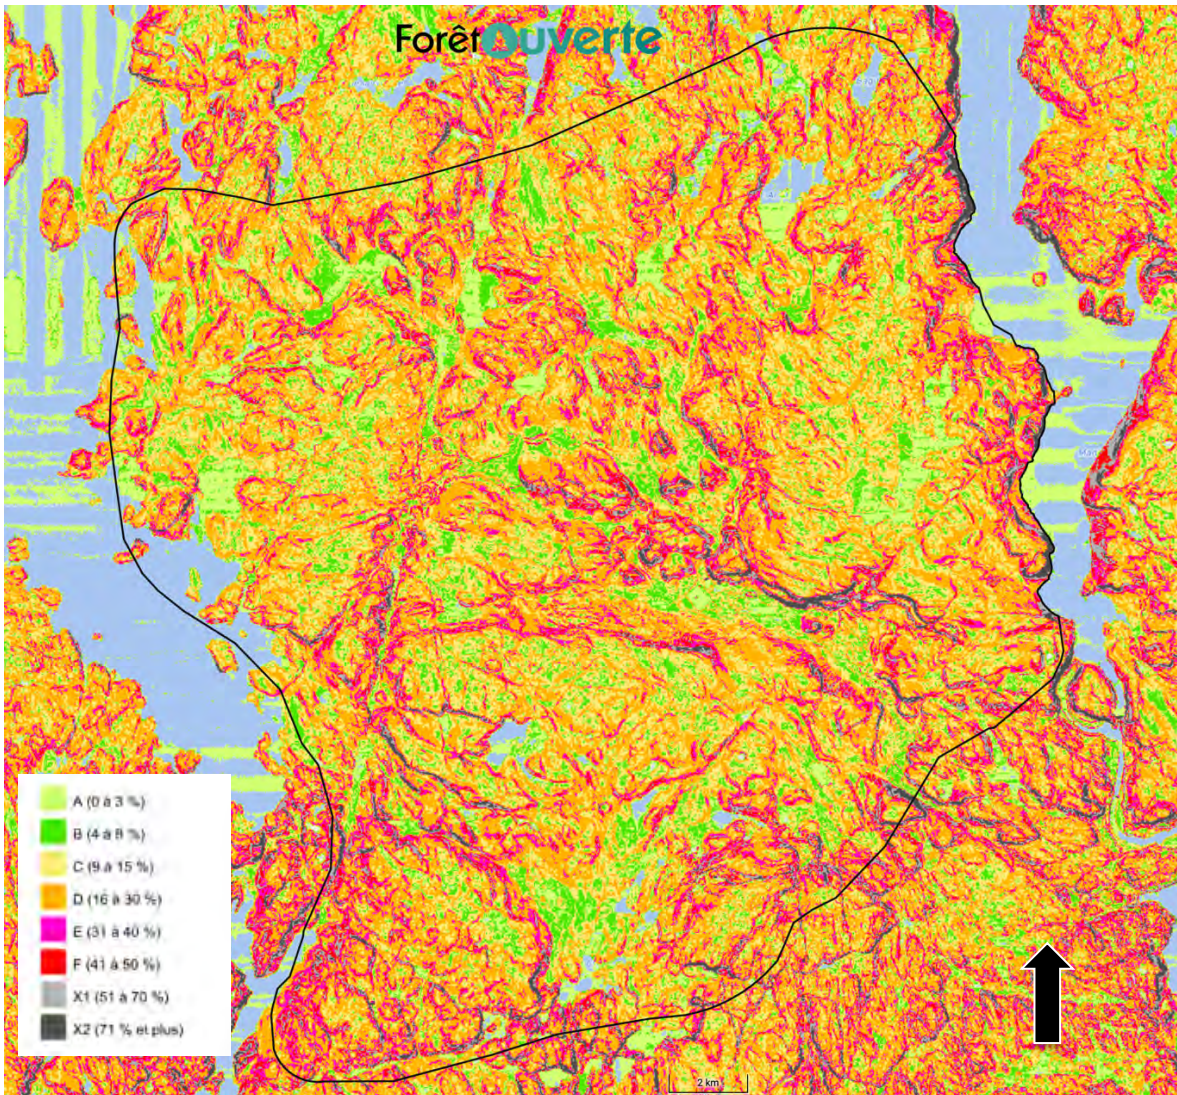 ForêtOuverte
A (0 à 3 %)
B (4 à 8 %)
C (9 à 15 %)
D (16 à 30 %)
E (31 à 40 %)
F (41 à 50 %)
X1 (51 à 70 %)
X2 (71 % et plus)
2 km